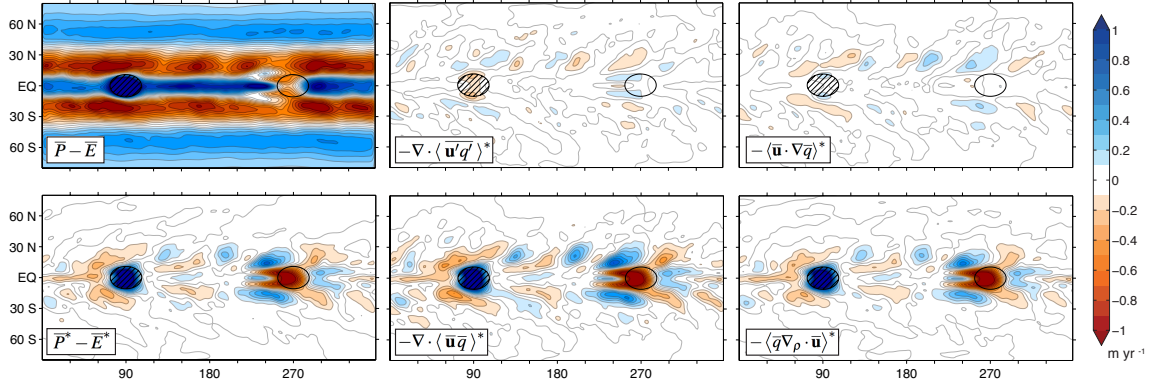 60 N
30 N
EQ
30 S
60 S
P̅ − E̅
−∇ · ⟨ u̅′q̅′ ⟩*
−⟨u̅ · ∇q̅⟩*
1
0.8
0.6
0.4
0.2
0
−0.2
−0.4
−0.6
−0.8
−1
m yr⁻¹
60 N
30 N
EQ
30 S
60 S
P̅* − E̅*
−∇ · ⟨ u̅ q̅ ⟩*
−⟨q̅∇ρ · u̅⟩*
90
180
270
90
180
270
90
180
270